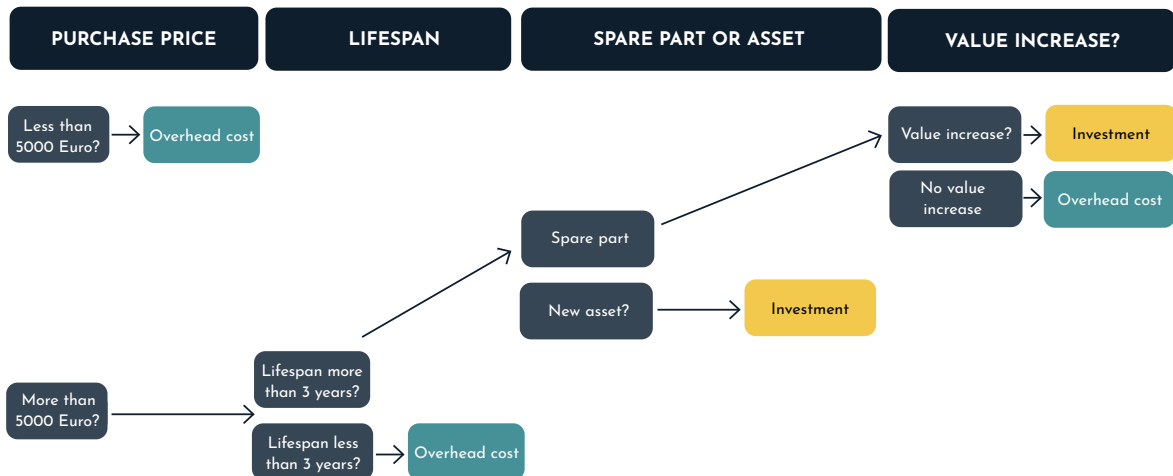 PURCHASE PRICE
LIFESPAN
SPARE PART OR ASSET
VALUE INCREASE?
Less than
5000 Euro?
Overhead cost
Value increase?
Investment
No value
increase
Overhead cost
Spare part
New asset?
Investment
Lifespan more
than 3 years?
More than
5000 Euro?
Lifespan less
than 3 years?
Overhead cost